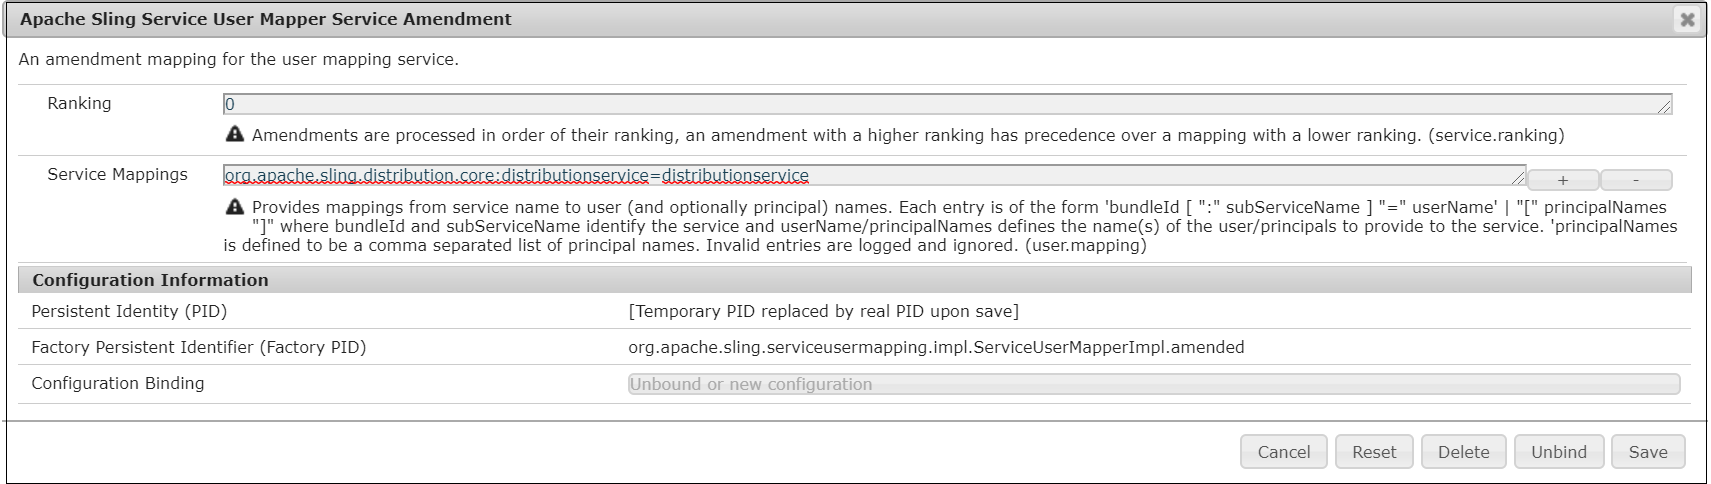 Apache Sling Service User Mapper Service Amendment
An amendment mapping for the user mapping service.
Ranking
0
Amendments are processed in order of their ranking, an amendment with a higher ranking has precedence over a mapping with a lower ranking. (service.ranking)
Service Mappings
org.apache.sling.distribution.core:distributionservice=distributionservice
+ -
Provides mappings from service name to user (and optionally principal) names. Each entry is of the form 'bundleId [ ":" subServiceName ] "=" userName' | "[" principalNames
"]" where bundleId and subServiceName identify the service and userName/principalNames defines the name(s) of the user/principals to provide to the service. 'principalNames
is defined to be a comma separated list of principal names. Invalid entries are logged and ignored. (user.mapping)
Configuration Information
Persistent Identity (PID) [Temporary PID replaced by real PID upon save]
Factory Persistent Identifier (Factory PID) org.apache.sling.serviceusermapping.impl.ServiceUserMapperImpl.amended
Configuration Binding Unbound or new configuration
Cancel Reset Delete Unbind Save